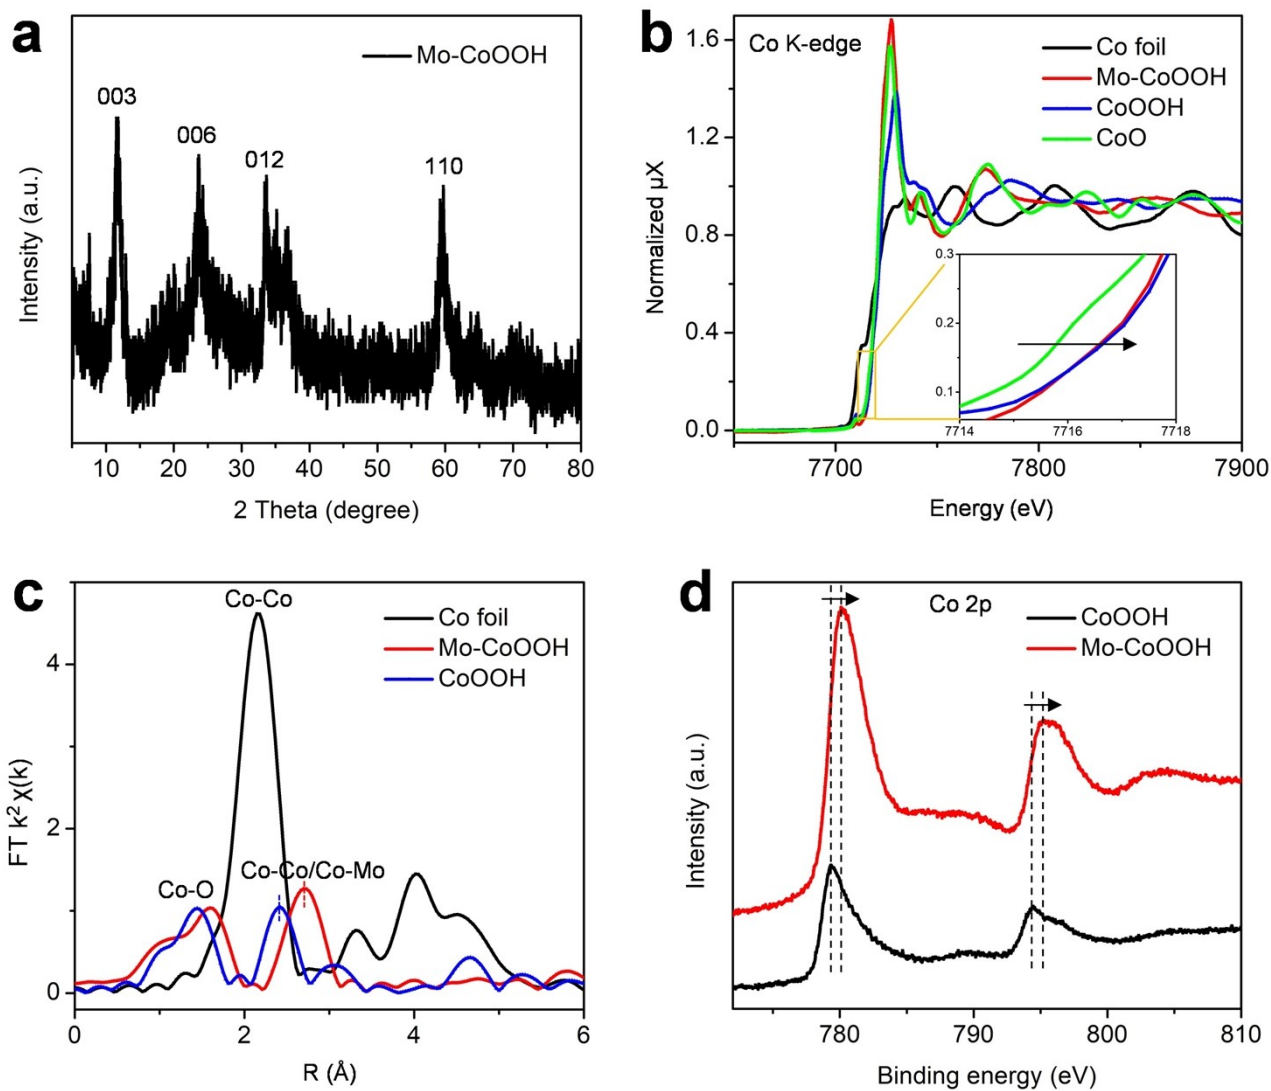 a
Mo-CoOOH
003
006
012
110
Intensity (a.u.)
10 20 30 40 50 60 70 80
2 Theta (degree)
b
Co K-edge
Co foil
Mo-CoOOH
CoOOH
CoO
1.6
1.2
0.8
0.4
0.0
Normalized μX
0.3
0.2
0.1
7714 7716 7718
7700 7800 7900
Energy (eV)
c
Co-Co
Co foil
Mo-CoOOH
CoOOH
Co-O
Co-Co/Co-Mo
4
2
0
FT k² χ(k)
0 2 4 6
R (Å)
d
Co 2p
CoOOH
Mo-CoOOH
Intensity (a.u.)
780 790 800 810
Binding energy (eV)